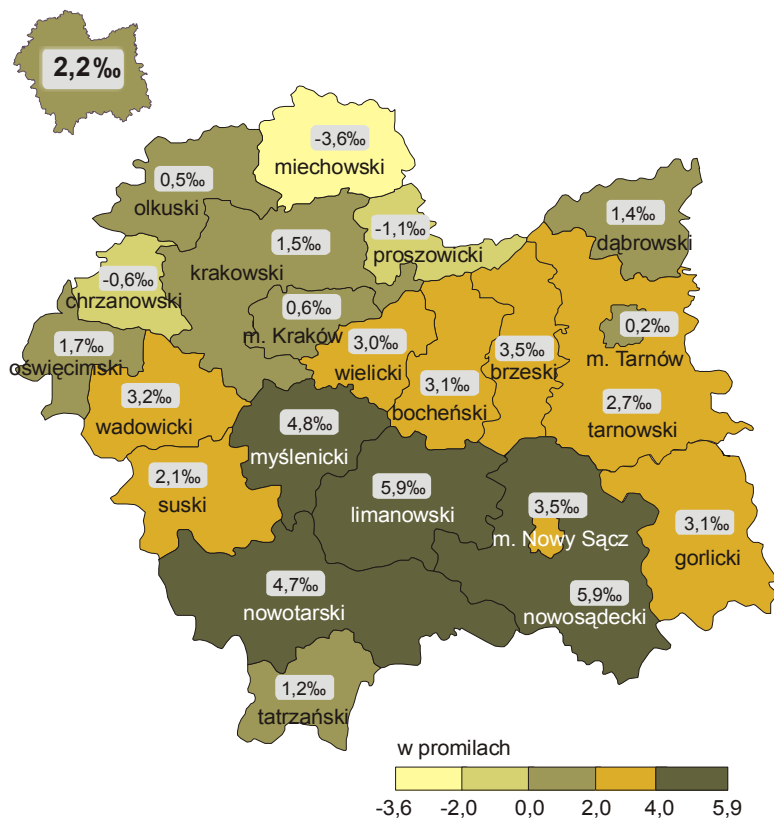 2,2‰
-3,6‰
miechowski
0,5‰
olkuski
1,4‰
dąbrowski
-1,1‰
proszowicki
1,5‰
krakowski
-0,6‰
chrzanowski
0,6‰
m. Kraków
0,2‰
m. Tarnów
1,7‰
oświęcimski
3,0‰
wielicki
3,5‰
brzeski
3,1‰
bocheński
3,2‰
wadowicki
2,7‰
tarnowski
4,8‰
myślenicki
2,1‰
suski
5,9‰
limanowski
3,5‰
m. Nowy Sącz
3,1‰
gorlicki
4,7‰
nowotarski
5,9‰
nowosądecki
1,2‰
tatrzański
w promilach
-3,6 -2,0 0,0 2,0 4,0 5,9